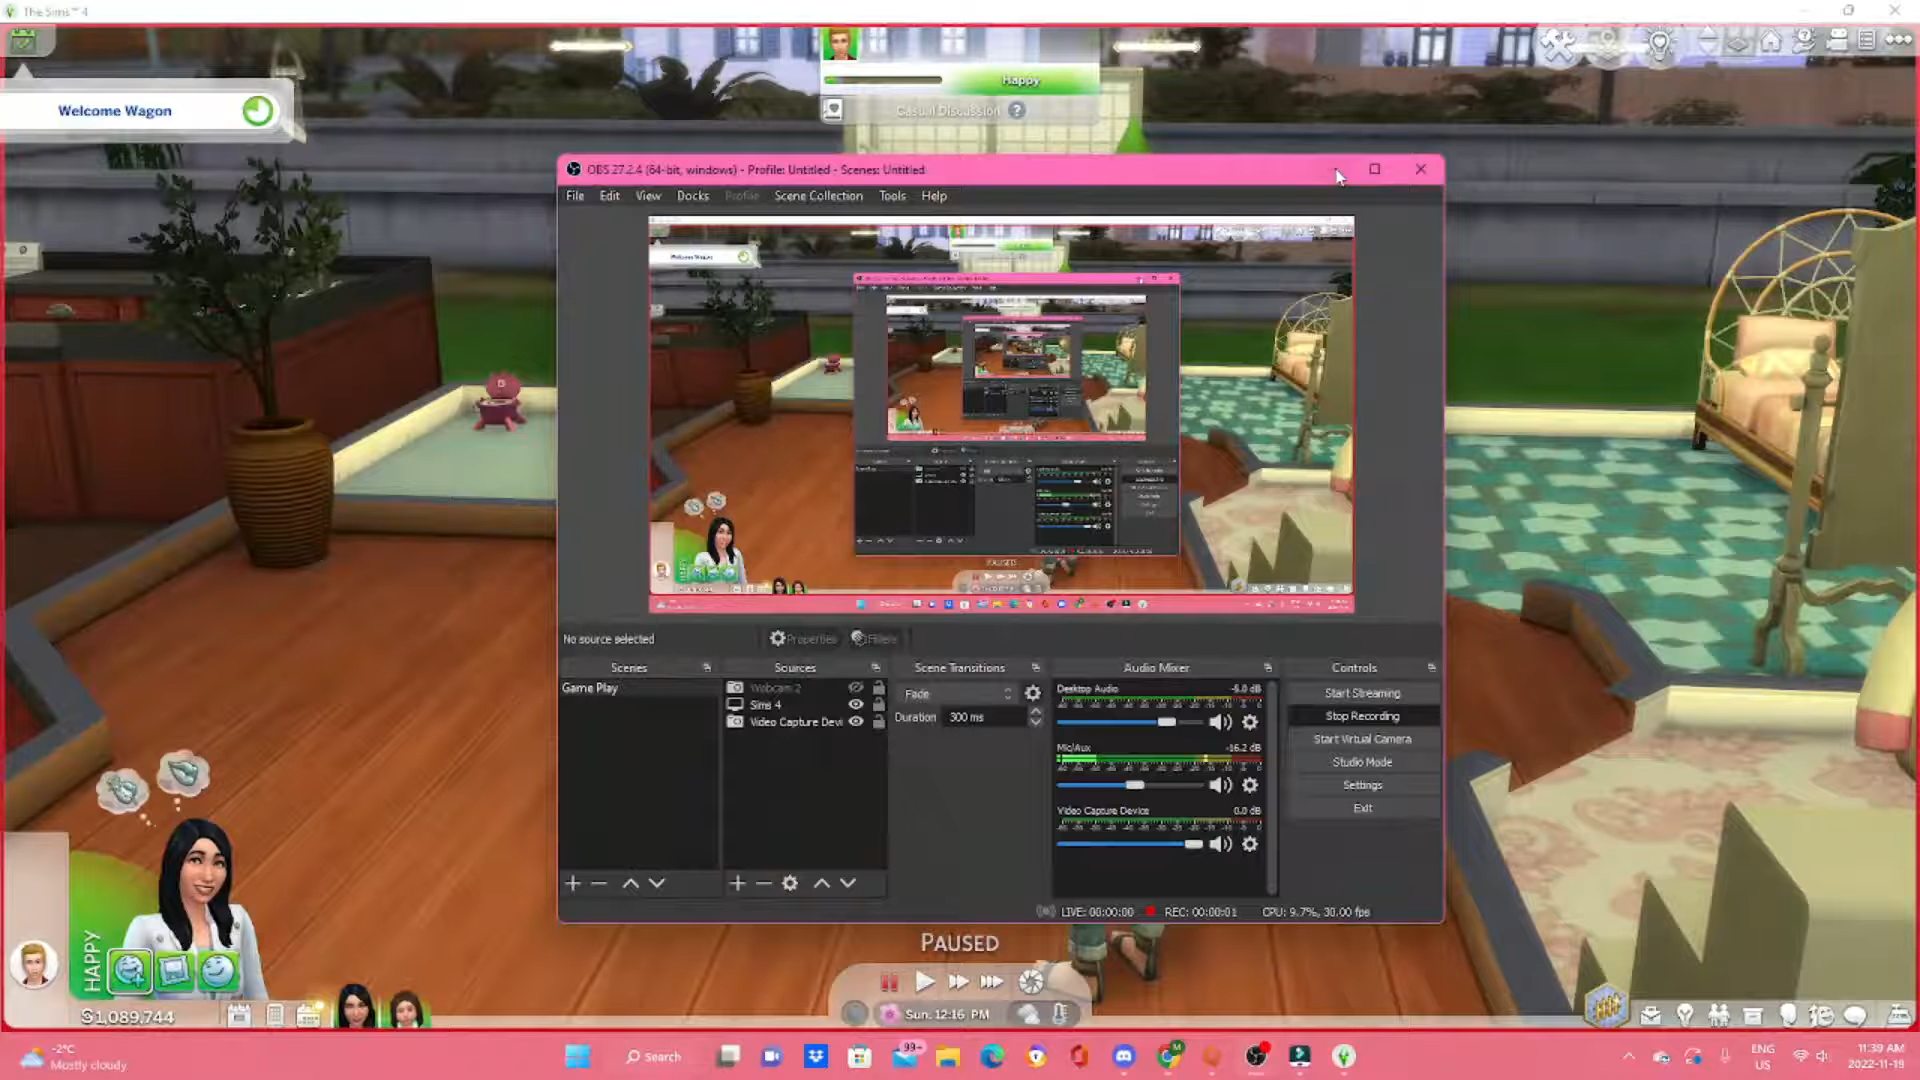 The Sims™ 4
Welcome Wagon
Happy
Casual Discussion
OBS 27.2.4 (64-bit, windows) - Profile: Untitled - Scenes: Untitled
File Edit View Docks Profile Scene Collection Tools Help
Welcome Wagon
PAUSED
No source selected
Properties
Filters
Scenes
Sources
Scene Transitions
Audio Mixer
Controls
Game Play
Webcam 2
Sims 4
Video Capture Devi
Fade
Duration 300 ms
Desktop Audio -5.0 dB
Mic/Aux -16.2 dB
Video Capture Device 0.0 dB
Start Streaming
Stop Recording
Start Virtual Camera
Studio Mode
Settings
Exit
LIVE: 00:00:00 REC: 00:00:01 CPU: 9.7%, 30.00 fps
PAUSED
HAPPY
§1,089,744
Sun. 12:16 PM
-2°C
Mostly cloudy
Search
99+
M
ENG
US
11:39 AM
2022-11-19